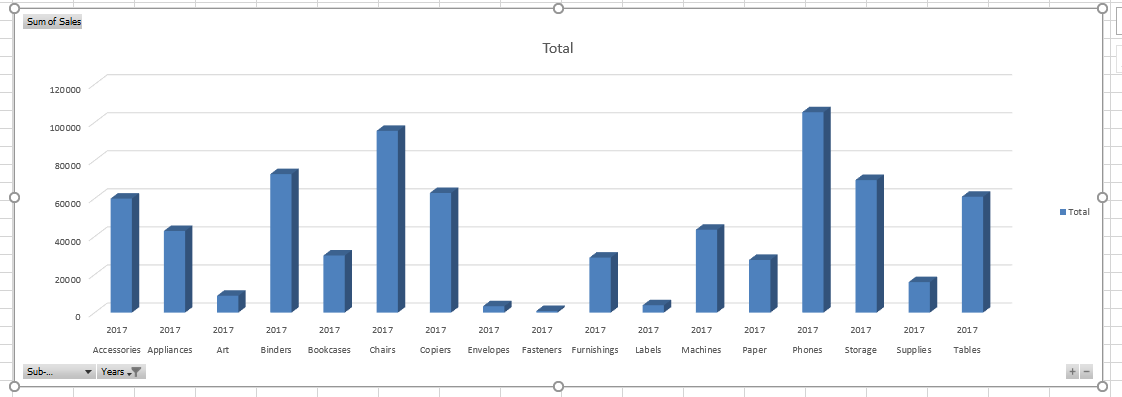 Sum of Sales
Total
120000
100000
80000
60000
40000
20000
0
Total
2017 2017 2017 2017 2017 2017 2017 2017 2017 2017 2017 2017 2017 2017 2017 2017 2017
Accessories Appliances Art Binders Bookcases Chairs Copiers Envelopes Fasteners Furnishings Labels Machines Paper Phones Storage Supplies Tables
Sub-... Years + −